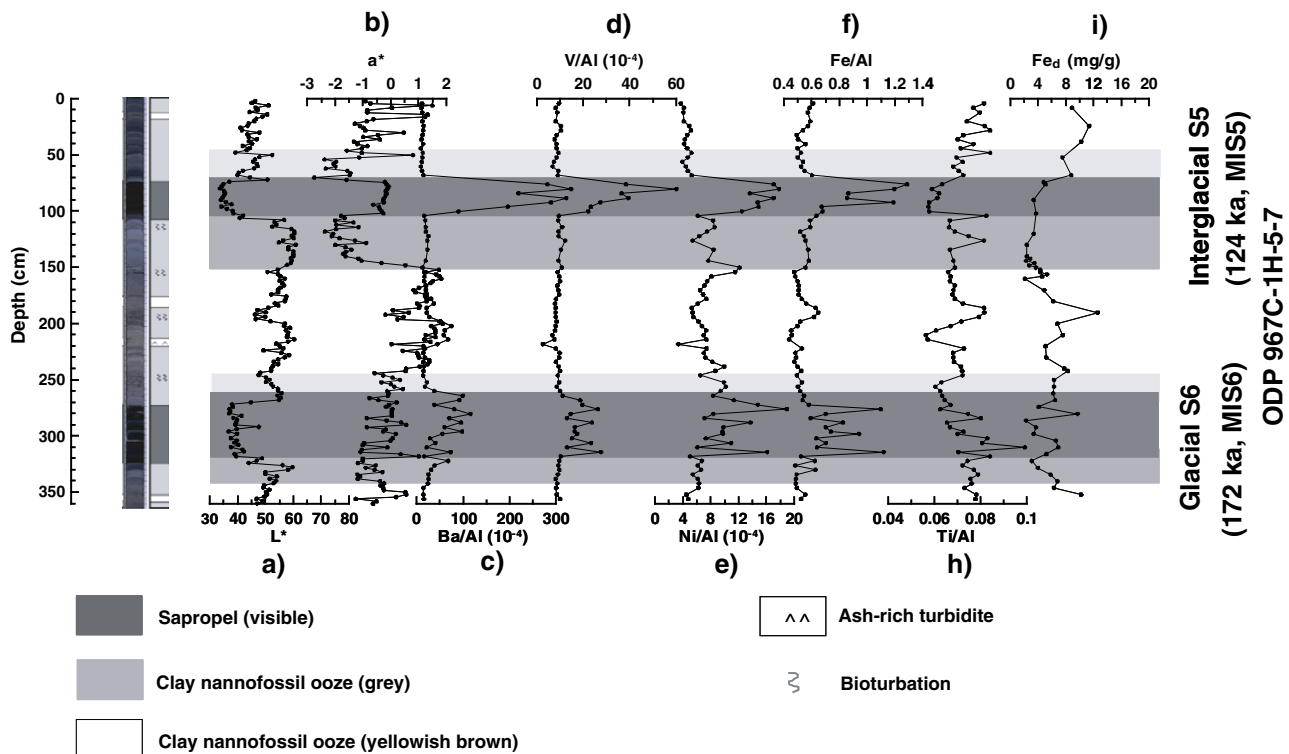 b) d) f) i)
a* V/Al (10⁻⁴) Fe/Al Fed (mg/g)
-3 -2 -1 0 1 2 0 20 40 60 0.4 0.6 0.8 1 1.2 1.4 0 4 8 12 16 20
Depth (cm)
0
50
100
150
200
250
300
350
30 40 50 60 70 80 0 100 200 300 0 4 8 12 16 20 0.04 0.06 0.08 0.1
L* Ba/Al (10⁻⁴) Ni/Al (10⁻⁴) Ti/Al
a) c) e) h)
Interglacial S5
(124 ka, MIS5)
Glacial S6
(172 ka, MIS6)
ODP 967C-1H-5-7
Sapropel (visible)
Clay nannofossil ooze (grey)
Clay nannofossil ooze (yellowish brown)
^ ^ Ash-rich turbidite
Bioturbation